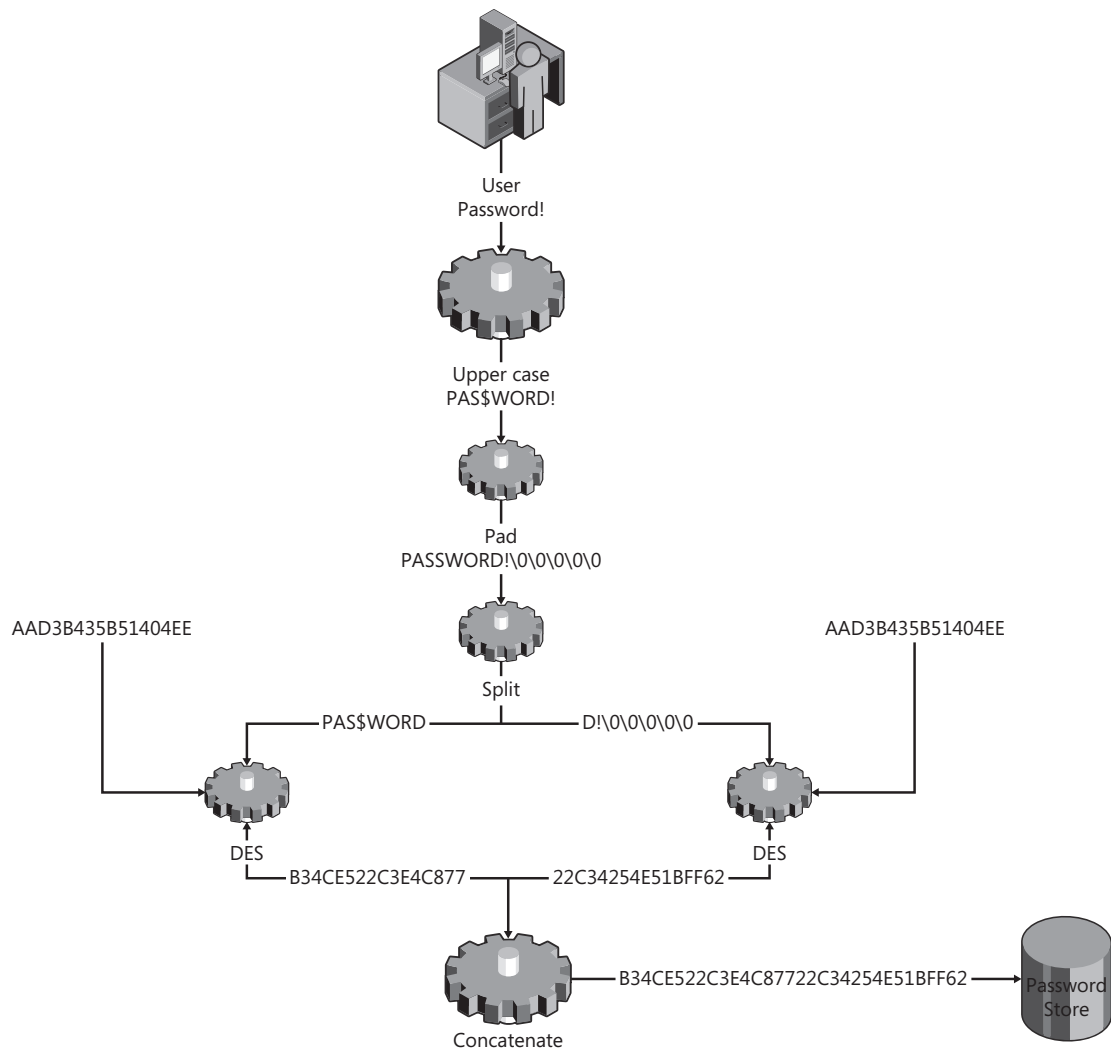 User
Password!
Upper case
PAS$WORD!
Pad
PASSWORD!\0\0\0\0\0
AAD3B435B51404EE
AAD3B435B51404EE
Split
PAS$WORD
D!\0\0\0\0\0
DES
DES
B34CE522C3E4C877
22C34254E51BFF62
B34CE522C3E4C87722C34254E51BFF62
Password
Store
Concatenate